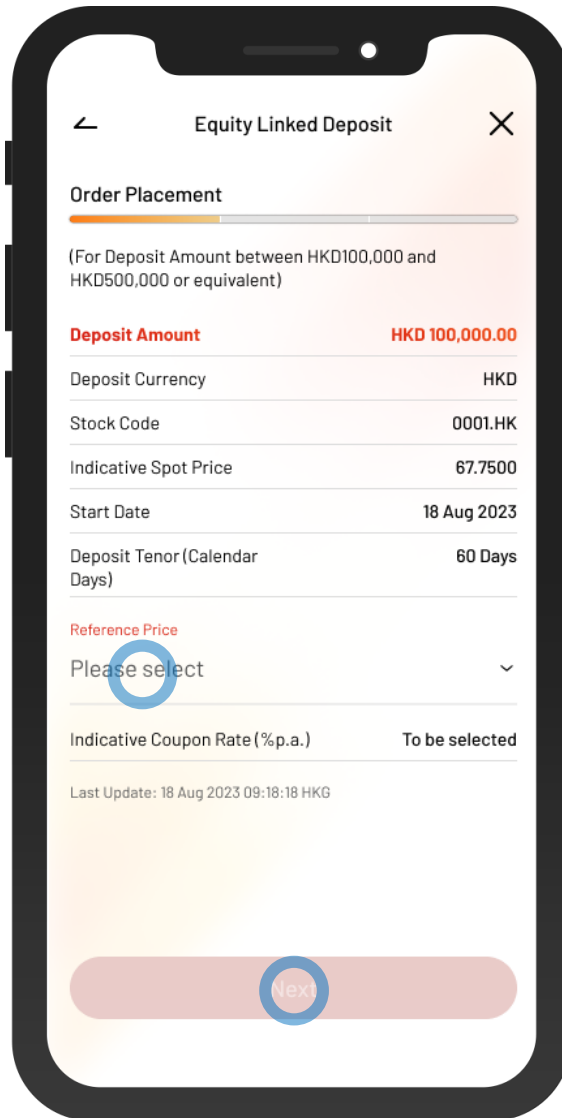 Equity Linked Deposit
Order Placement
(For Deposit Amount between HKD100,000 and
HKD500,000 or equivalent)
Deposit Amount HKD 100,000.00
Deposit Currency HKD
Stock Code 0001.HK
Indicative Spot Price 67.7500
Start Date 18 Aug 2023
Deposit Tenor (Calendar 60 Days
Days)
Reference Price
Please select
Indicative Coupon Rate (%p.a.) To be selected
Last Update: 18 Aug 2023 09:18:18 HKG
Next